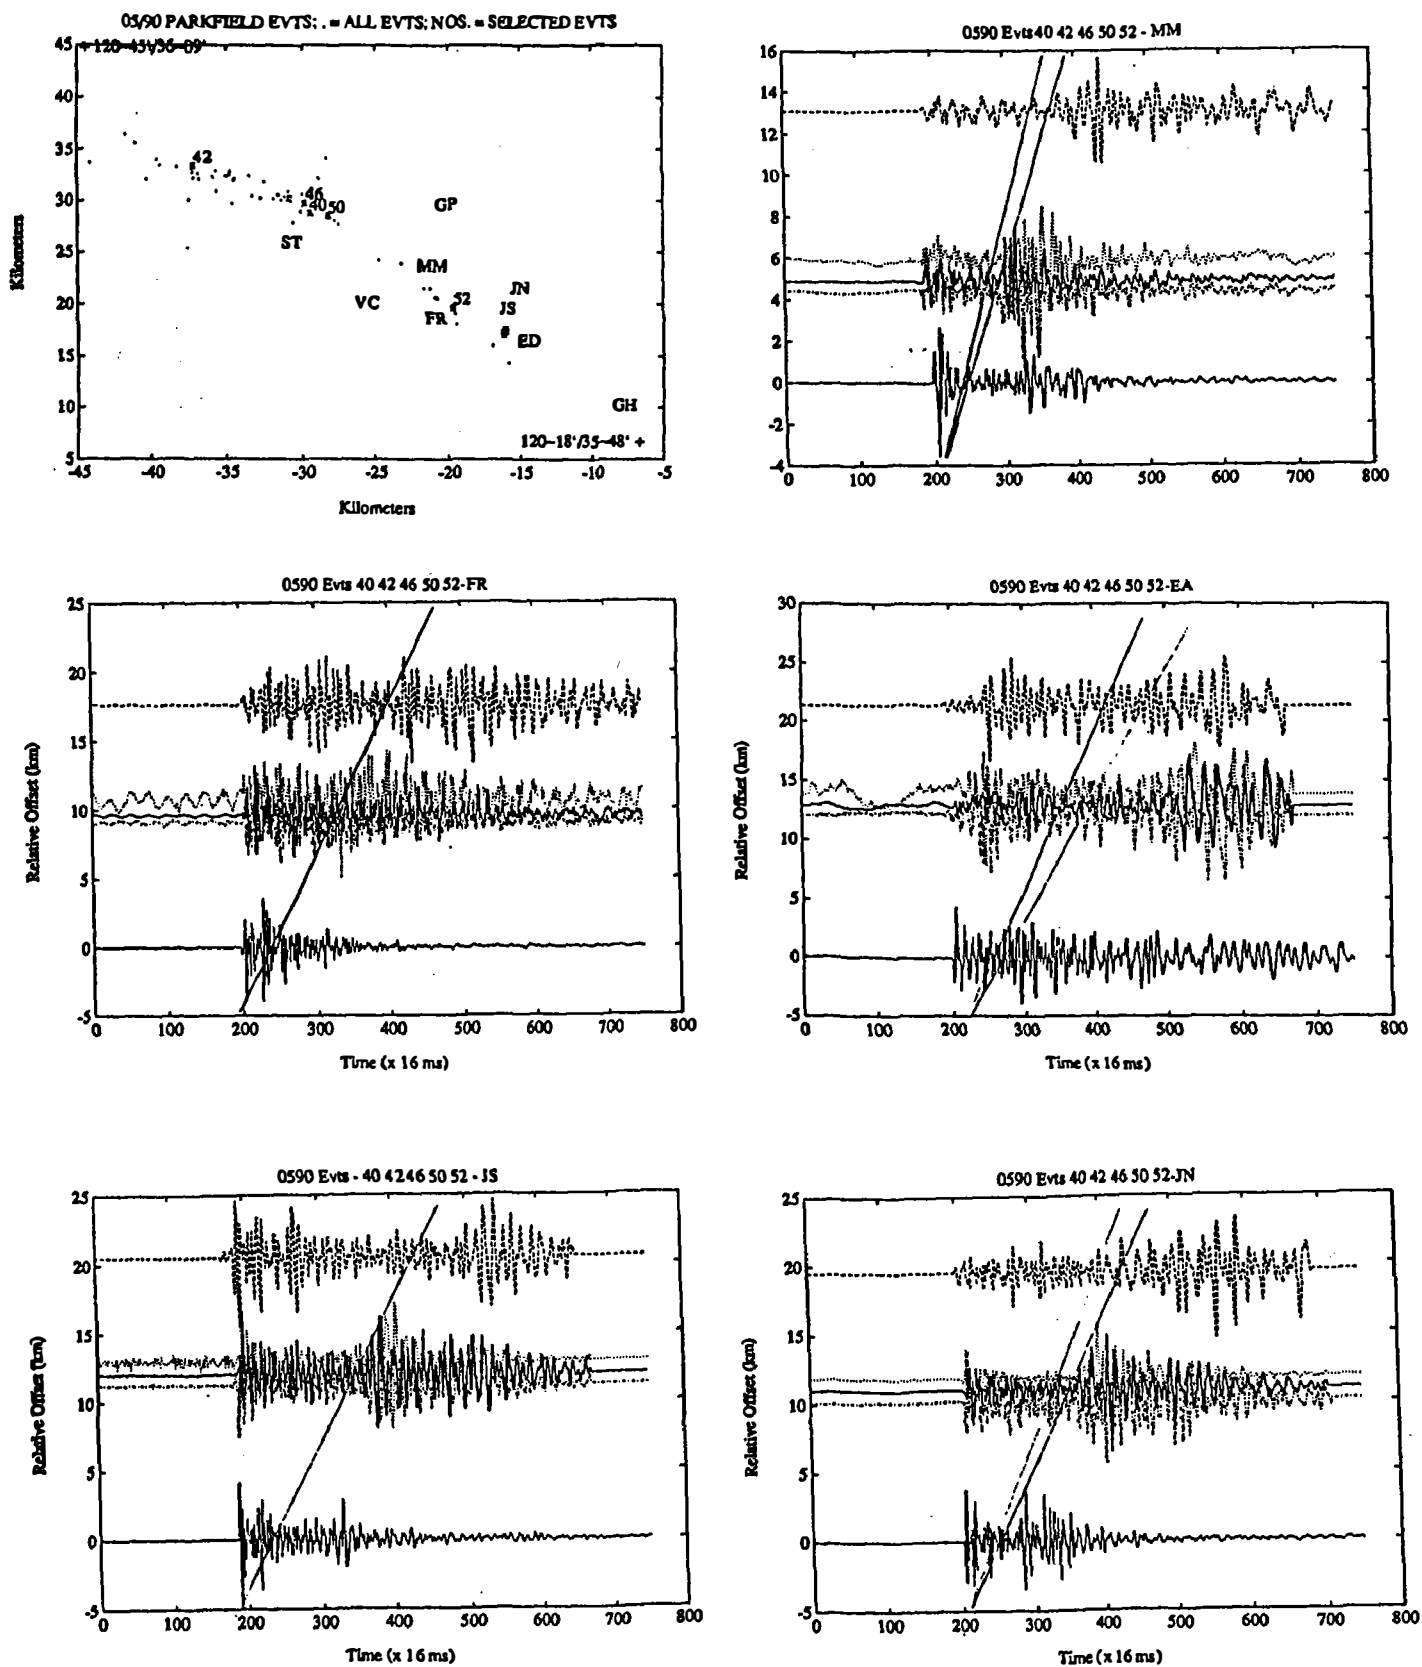 05/90 PARKFIELD EVTS; . = ALL EVTS; NOS. = SELECTED EVTS
45
+ 120-45'/36-09'
40
35
30
25
20
15
10
5
Kilometers
42
46
40 50
GP
ST
MM
VC
52
JN
JS
FR
ED
GH
120-18'/35-48' +
-45 -40 -35 -30 -25 -20 -15 -10 -5
Kilometers
0590 Evts 40 42 46 50 52 - MM
16
14
12
10
8
6
4
2
0
-2
-4
0 100 200 300 400 500 600 700 800
0590 Evts 40 42 46 50 52-FR
25
20
15
10
5
0
-5
Relative Offset (km)
0 100 200 300 400 500 600 700 800
Time (x 16 ms)
0590 Evts 40 42 46 50 52-EA
30
25
20
15
10
5
0
-5
Relative Offset (km)
0 100 200 300 400 500 600 700 800
Time (x 16 ms)
0590 Evts - 40 42 46 50 52 - JS
25
20
15
10
5
0
-5
Relative Offset (km)
0 100 200 300 400 500 600 700 800
Time (x 16 ms)
0590 Evts 40 42 46 50 52-JN
25
20
15
10
5
0
-5
Relative Offset (km)
0 100 200 300 400 500 600 700 800
Time (x 16 ms)